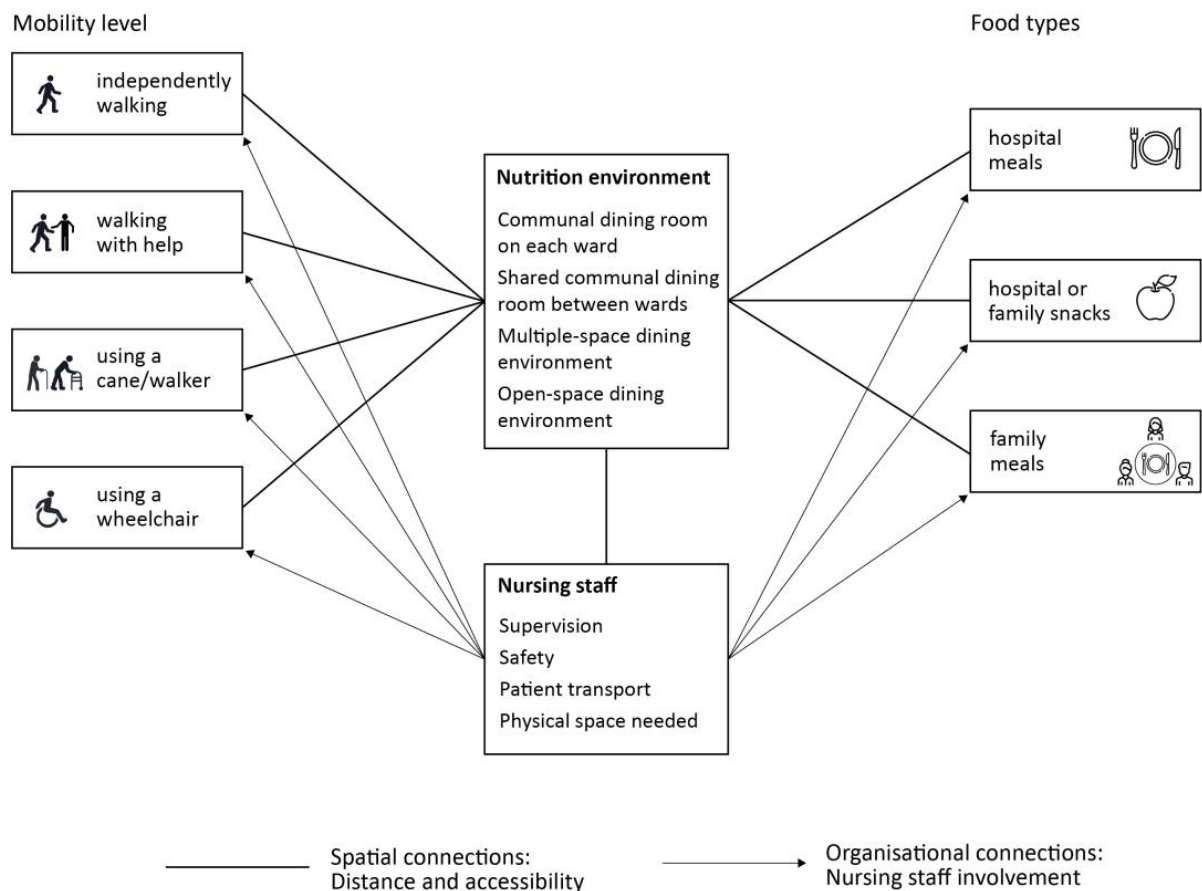 Mobility level
independently
walking
walking
with help
using a
cane/walker
using a
wheelchair
Nutrition environment
Communal dining room
on each ward
Shared communal dining
room between wards
Multiple-space dining
environment
Open-space dining
environment
Nursing staff
Supervision
Safety
Patient transport
Physical space needed
Food types
hospital
meals
hospital or
family snacks
family
meals
Spatial connections:
Distance and accessibility
Organisational connections:
Nursing staff involvement